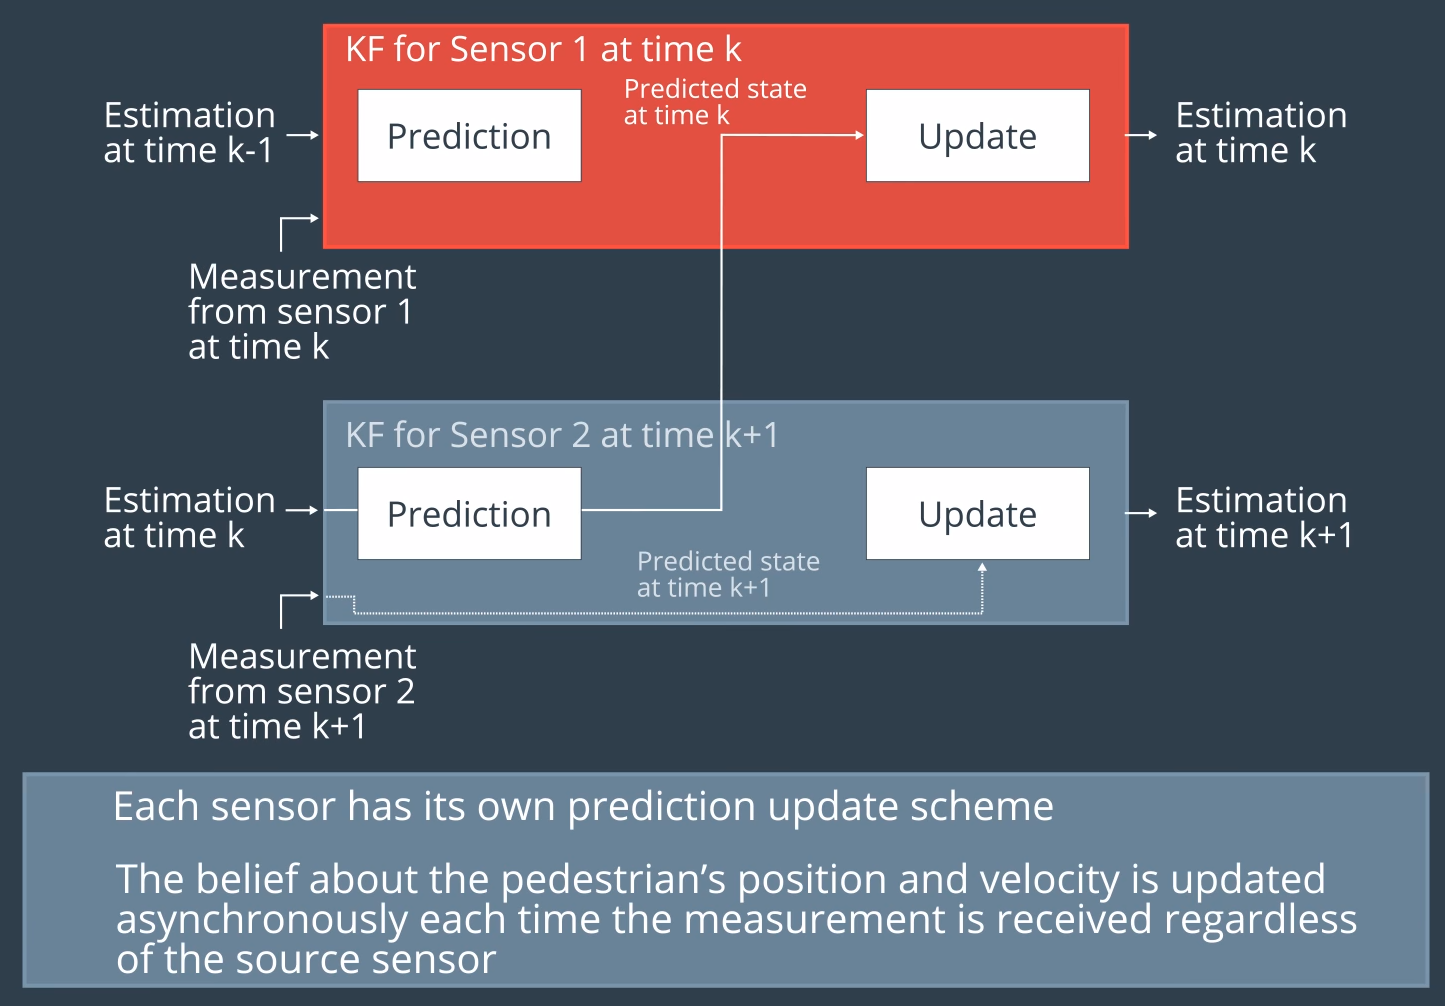 KF for Sensor 1 at time k
Predicted state
at time k
Estimation
at time k-1
Prediction
Update
Estimation
at time k
Measurement
from sensor 1
at time k
KF for Sensor 2 at time k+1
Estimation
at time k
Prediction
Update
Estimation
at time k+1
Predicted state
at time k+1
Measurement
from sensor 2
at time k+1
Each sensor has its own prediction update scheme
The belief about the pedestrian’s position and velocity is updated
asynchronously each time the measurement is received regardless
of the source sensor